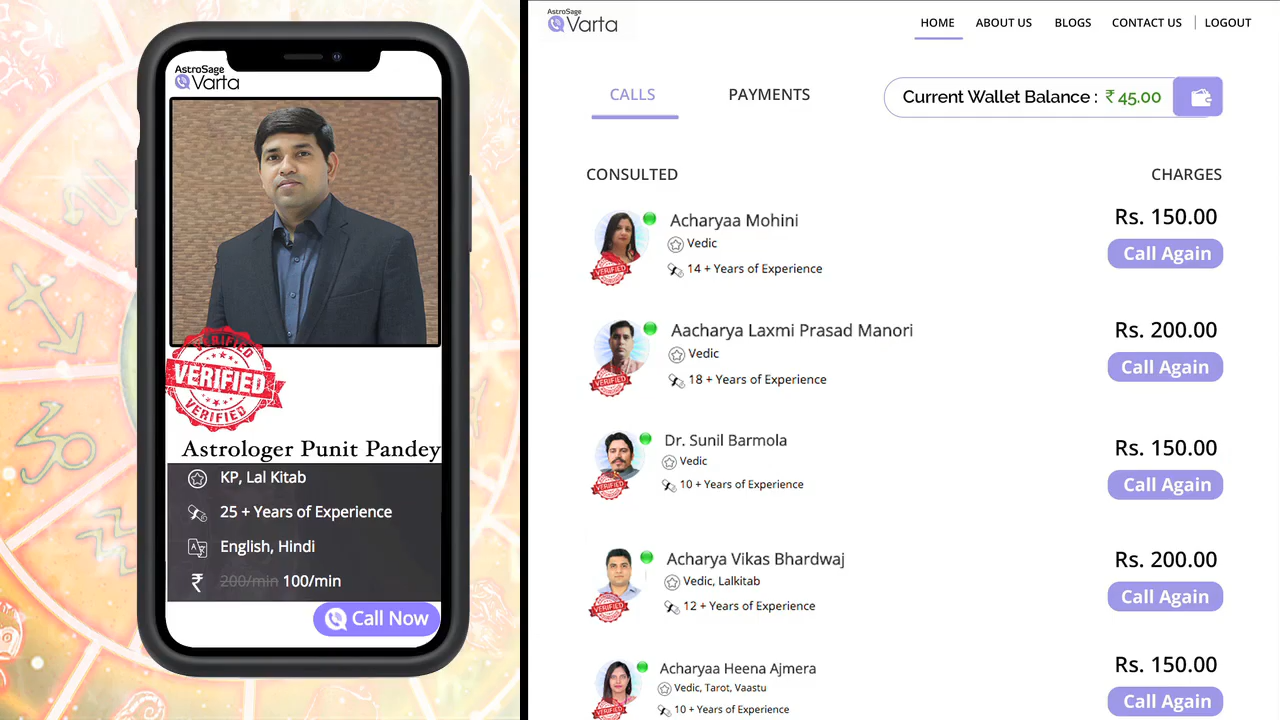 AstroSage
Varta
VERIFIED
VERIFIED
VERIFIED
Astrologer Punit Pandey
KP, Lal Kitab
25 + Years of Experience
English, Hindi
₹ 200/min 100/min
Call Now
AstroSage
Varta
HOME ABOUT US BLOGS CONTACT US | LOGOUT
CALLS PAYMENTS Current Wallet Balance : ₹ 45.00
CONSULTED CHARGES
Acharyaa Mohini Rs. 150.00
Vedic Call Again
VERIFIED 14 + Years of Experience
Aacharya Laxmi Prasad Manori Rs. 200.00
Vedic Call Again
VERIFIED 18 + Years of Experience
Dr. Sunil Barmola Rs. 150.00
Vedic Call Again
VERIFIED 10 + Years of Experience
Acharya Vikas Bhardwaj Rs. 200.00
Vedic, Lalkitab Call Again
VERIFIED 12 + Years of Experience
Acharyaa Heena Ajmera Rs. 150.00
Vedic, Tarot, Vaastu Call Again
VERIFIED 10 + Years of Experience